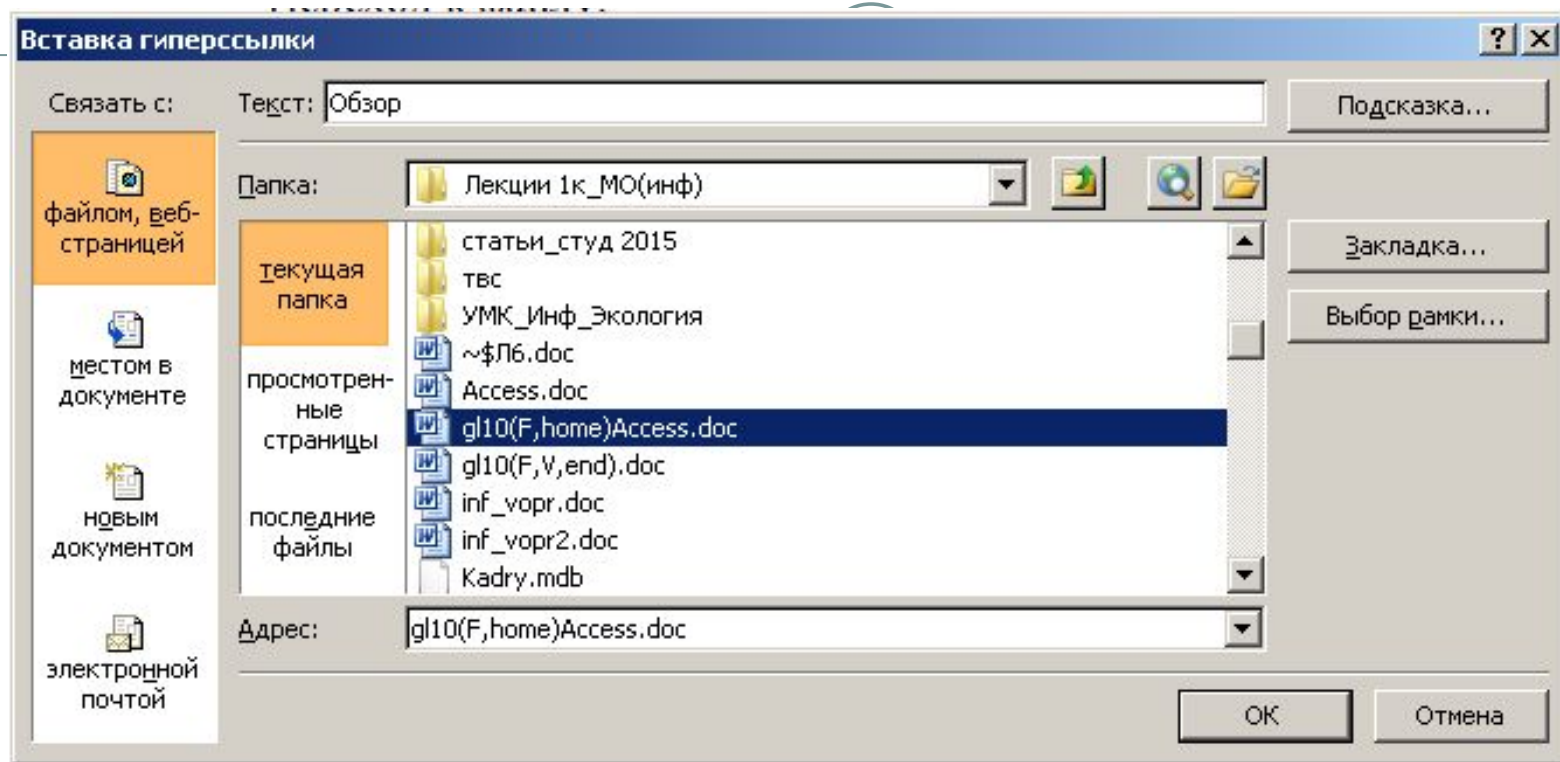 Вставка гиперссылки
Связать с:
Текст: Обзор
Подсказка...
файлом, веб-
страницей
Папка: Лекции 1к_МО(инф)
текущая
папка
статьи_студ 2015
твс
УМК_Инф_Экология
~$Л6.doc
Access.doc
gl10(F,home)Access.doc
gl10(F,V,end).doc
inf_vopr.doc
inf_vopr2.doc
Kadry.mdb
Закладка...
Выбор рамки...
местом в
документе
просмотрен-
ные
страницы
новым
документом
последние
файлы
Адрес: gl10(F,home)Access.doc
электронной
почтой
ОК
Отмена